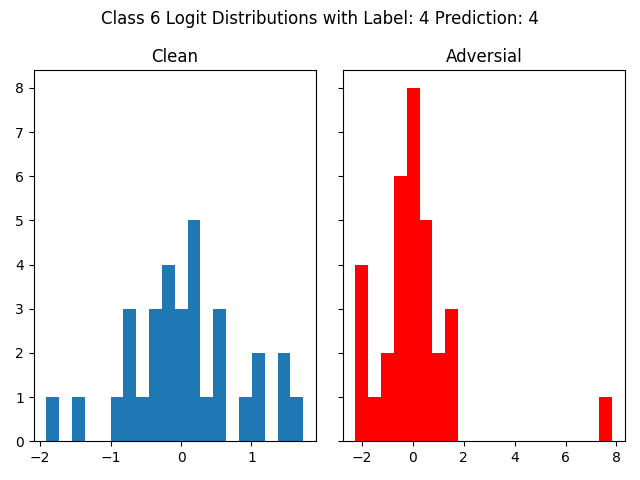 Class 6 Logit Distributions with Label: 4 Prediction: 4
Clean
Adversial
8
7
6
5
4
3
2
1
0
−2 −1 0 1
−2 0 2 4 6 8